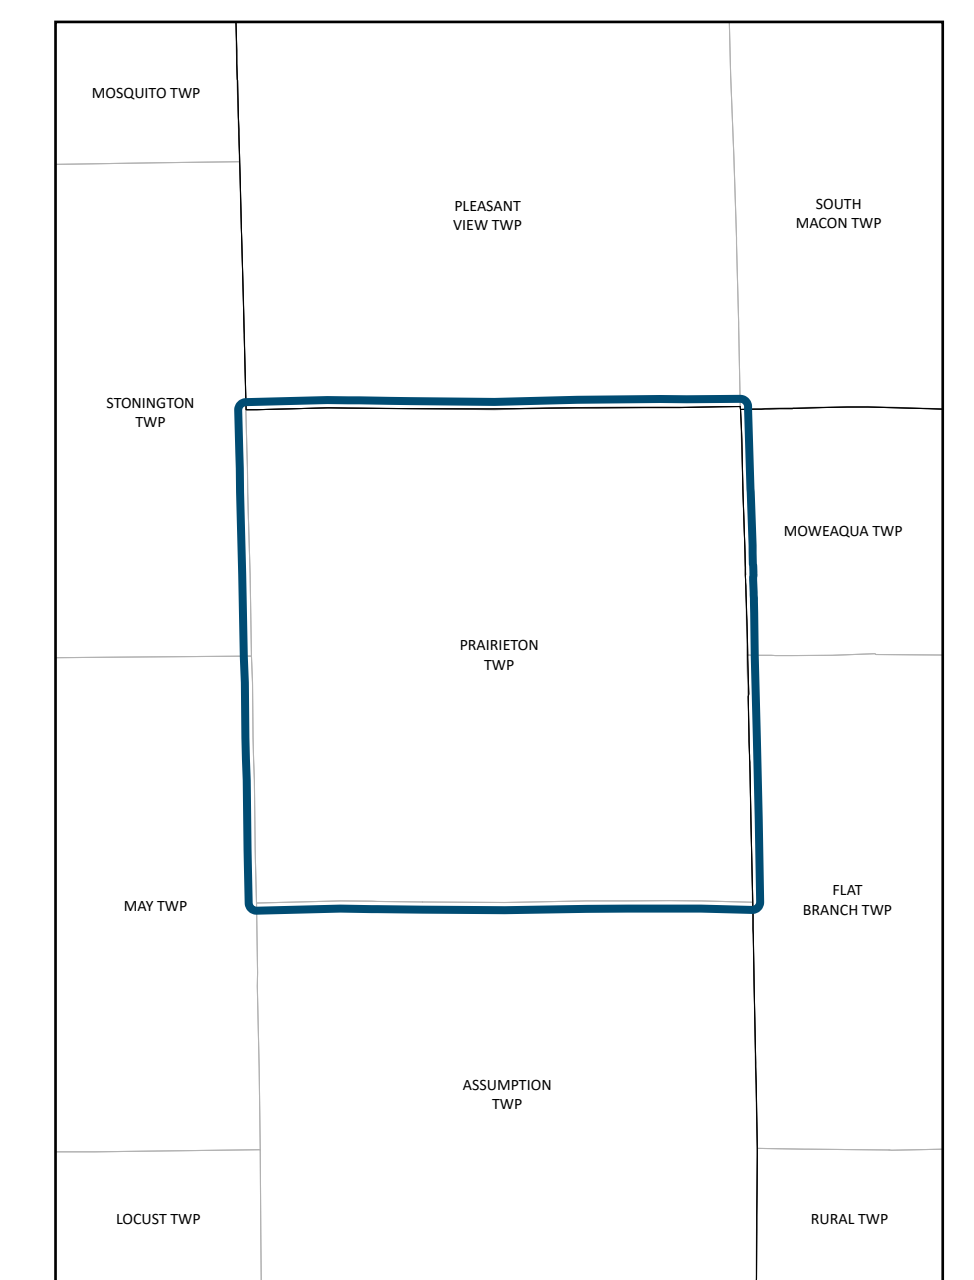 MOSQUITO TWP
PLEASANT
VIEW TWP
SOUTH
MACON TWP
STONINGTON
TWP
MOWEAQUA TWP
PRAIRIETON
TWP
MAY TWP
FLAT
BRANCH TWP
ASSUMPTION
TWP
LOCUST TWP
RURAL TWP